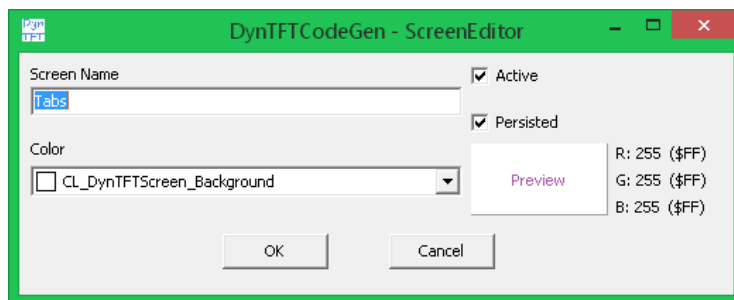 Dyn
TFT
DynTFTCodeGen - ScreenEditor
Screen Name
Tabs
Active
Persisted
Color
CL_DynTFTScreen_Background
Preview
R: 255 ($FF)
G: 255 ($FF)
B: 255 ($FF)
OK
Cancel